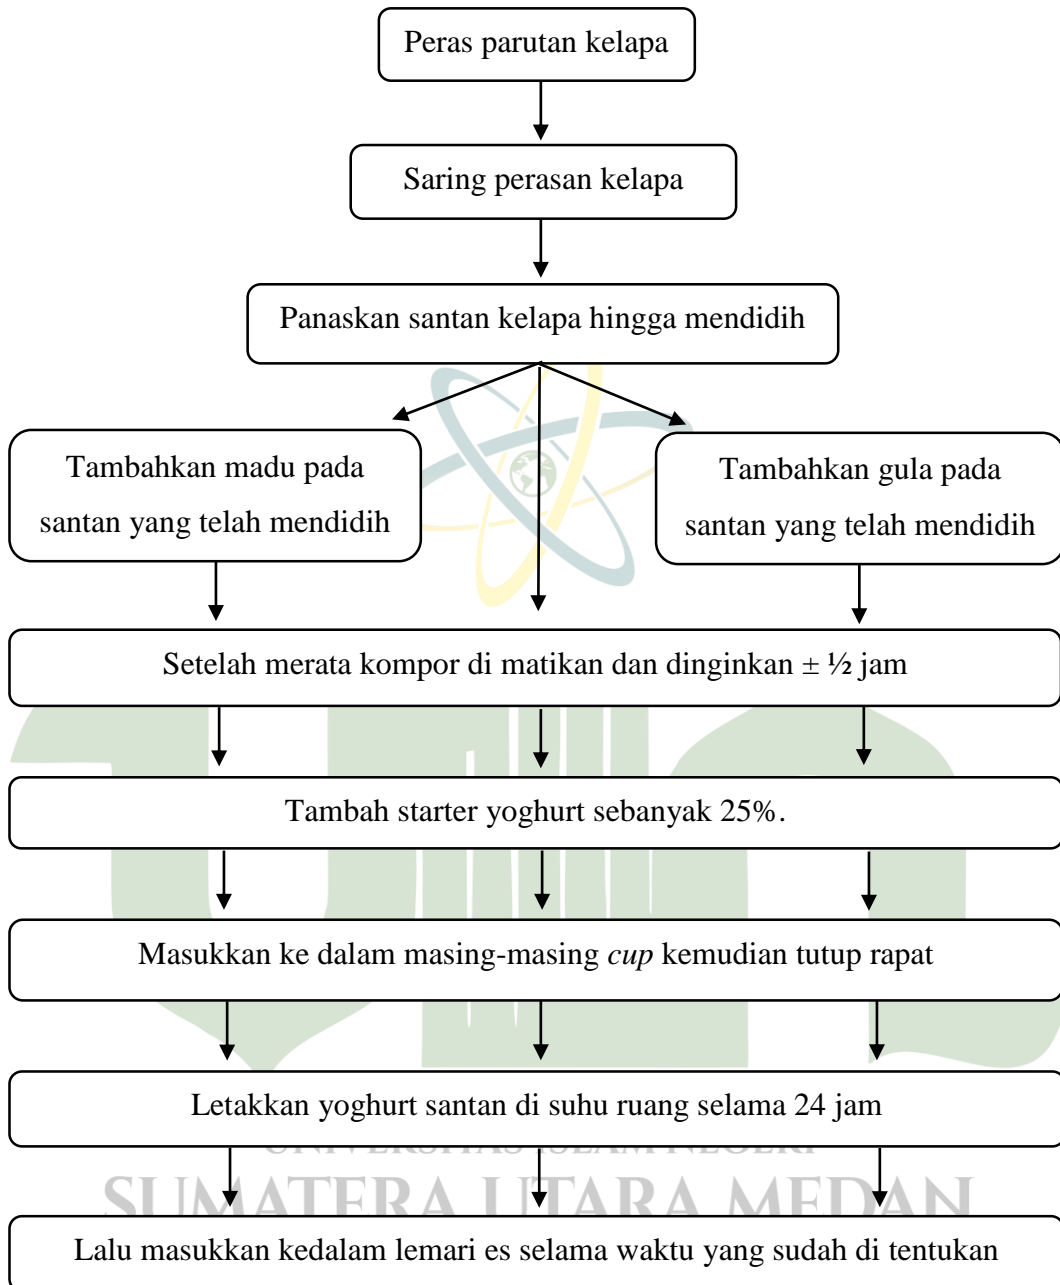 Peras parutan kelapa
Saring perasan kelapa
Panaskan santan kelapa hingga mendidih
Tambahkan madu pada
santan yang telah mendidih
Tambahkan gula pada
santan yang telah mendidih
Setelah merata kompor di matikan dan dinginkan ± ½ jam
Tambah starter yoghurt sebanyak 25%.
Masukkan ke dalam masing-masing cup kemudian tutup rapat
Letakkan yoghurt santan di suhu ruang selama 24 jam
UNIVERSITAS ISLAM NEGERI
SUMATERA UTARA MEDAN
Lalu masukkan kedalam lemari es selama waktu yang sudah di tentukan